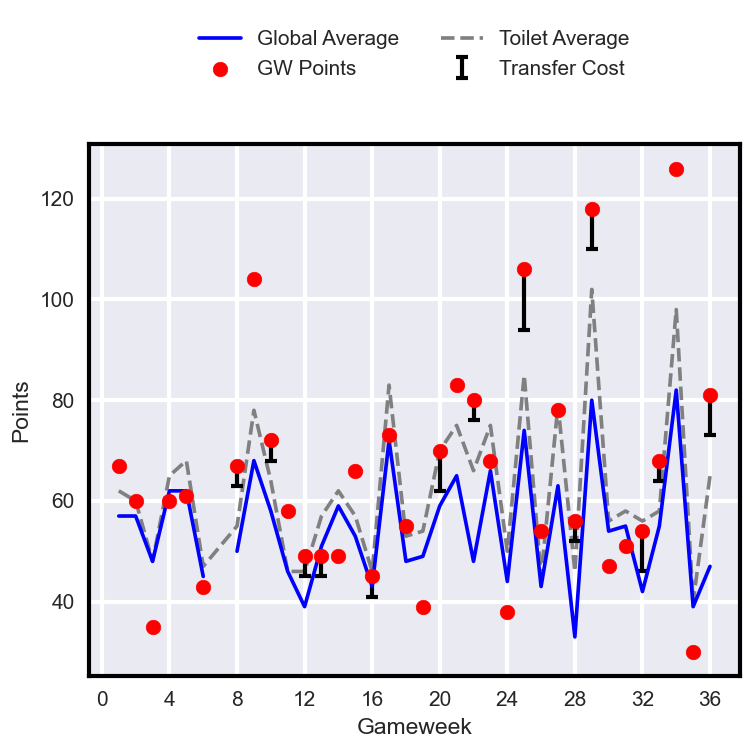 Global Average
Toilet Average
GW Points
Transfer Cost
120
100
80
60
40
Points
0 4 8 12 16 20 24 28 32 36
Gameweek